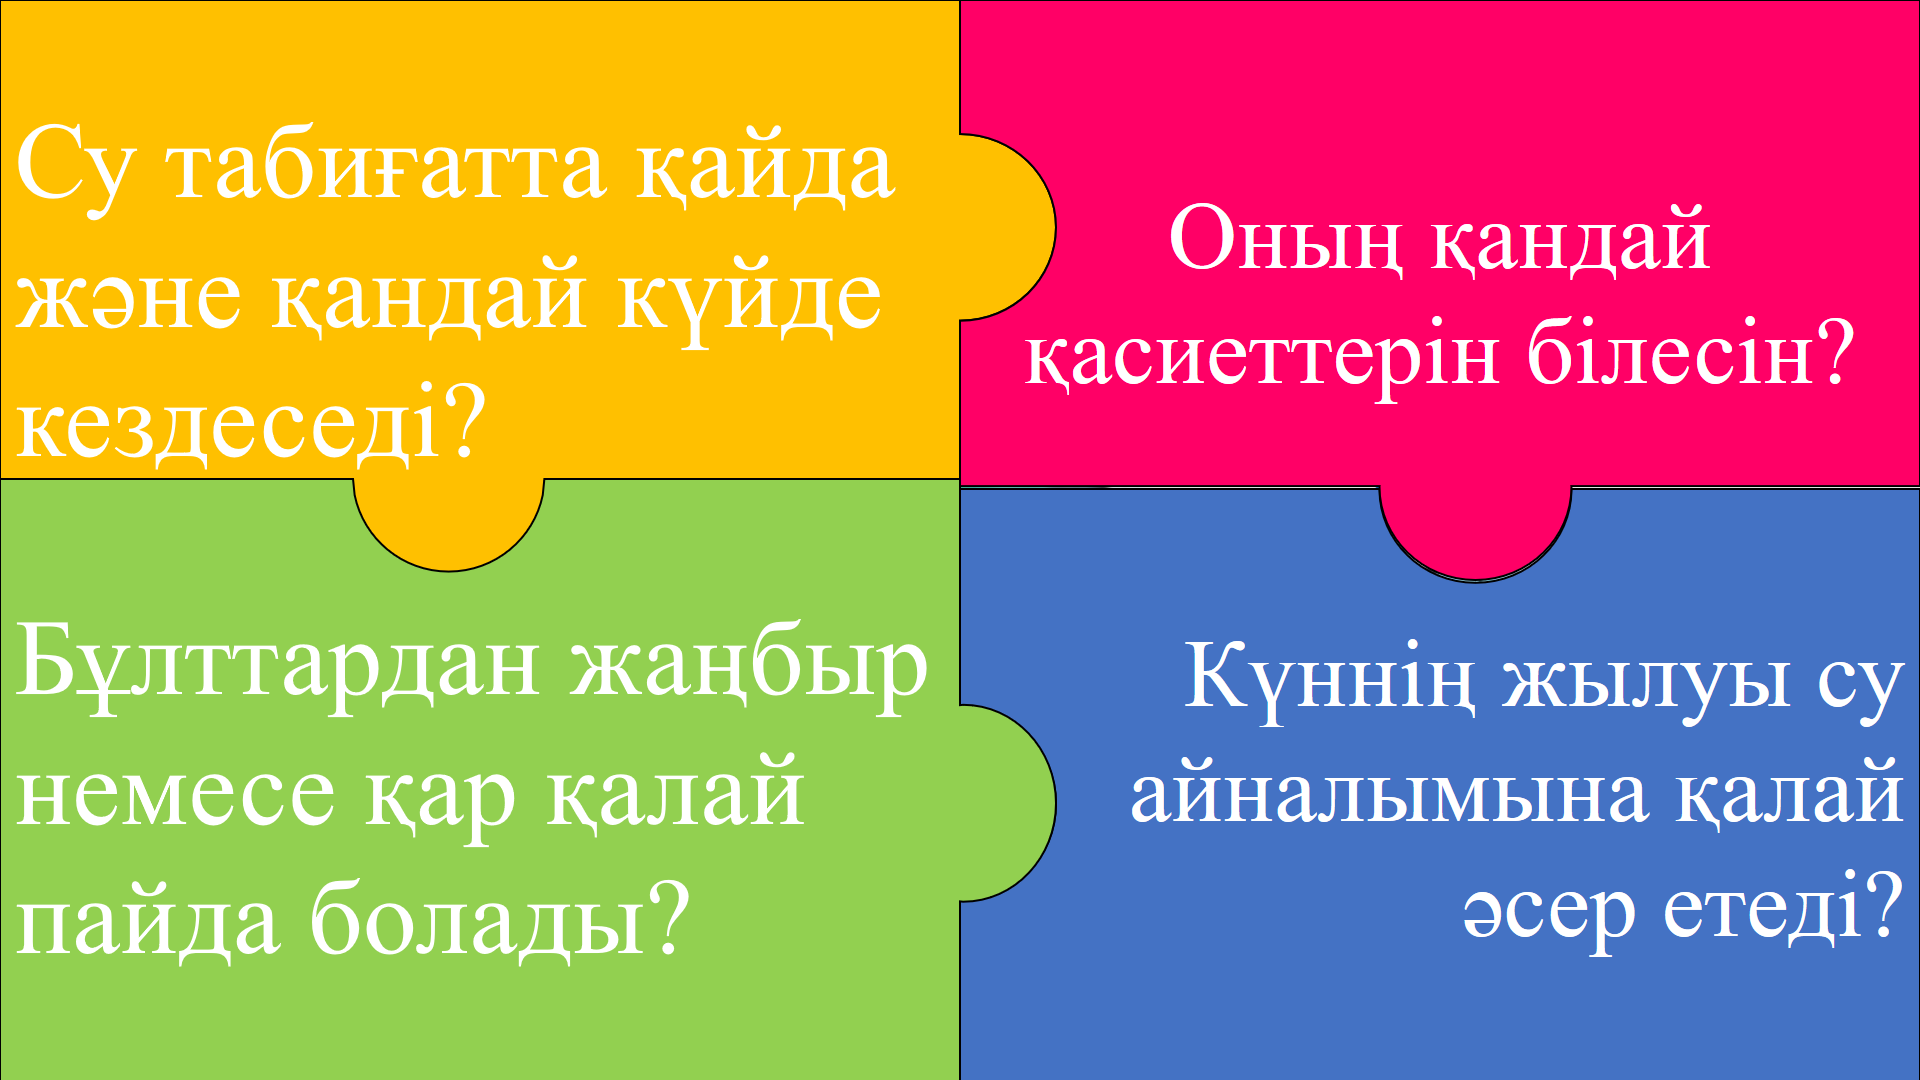 Су табиғатта қайда
және қандай күйде
кездеседі?
Оның қандай
қасиеттерін білесін?
Бұлттардан жаңбыр
немесе қар қалай
пайда болады?
Күннің жылуы су
айналымына қалай
әсер етеді?